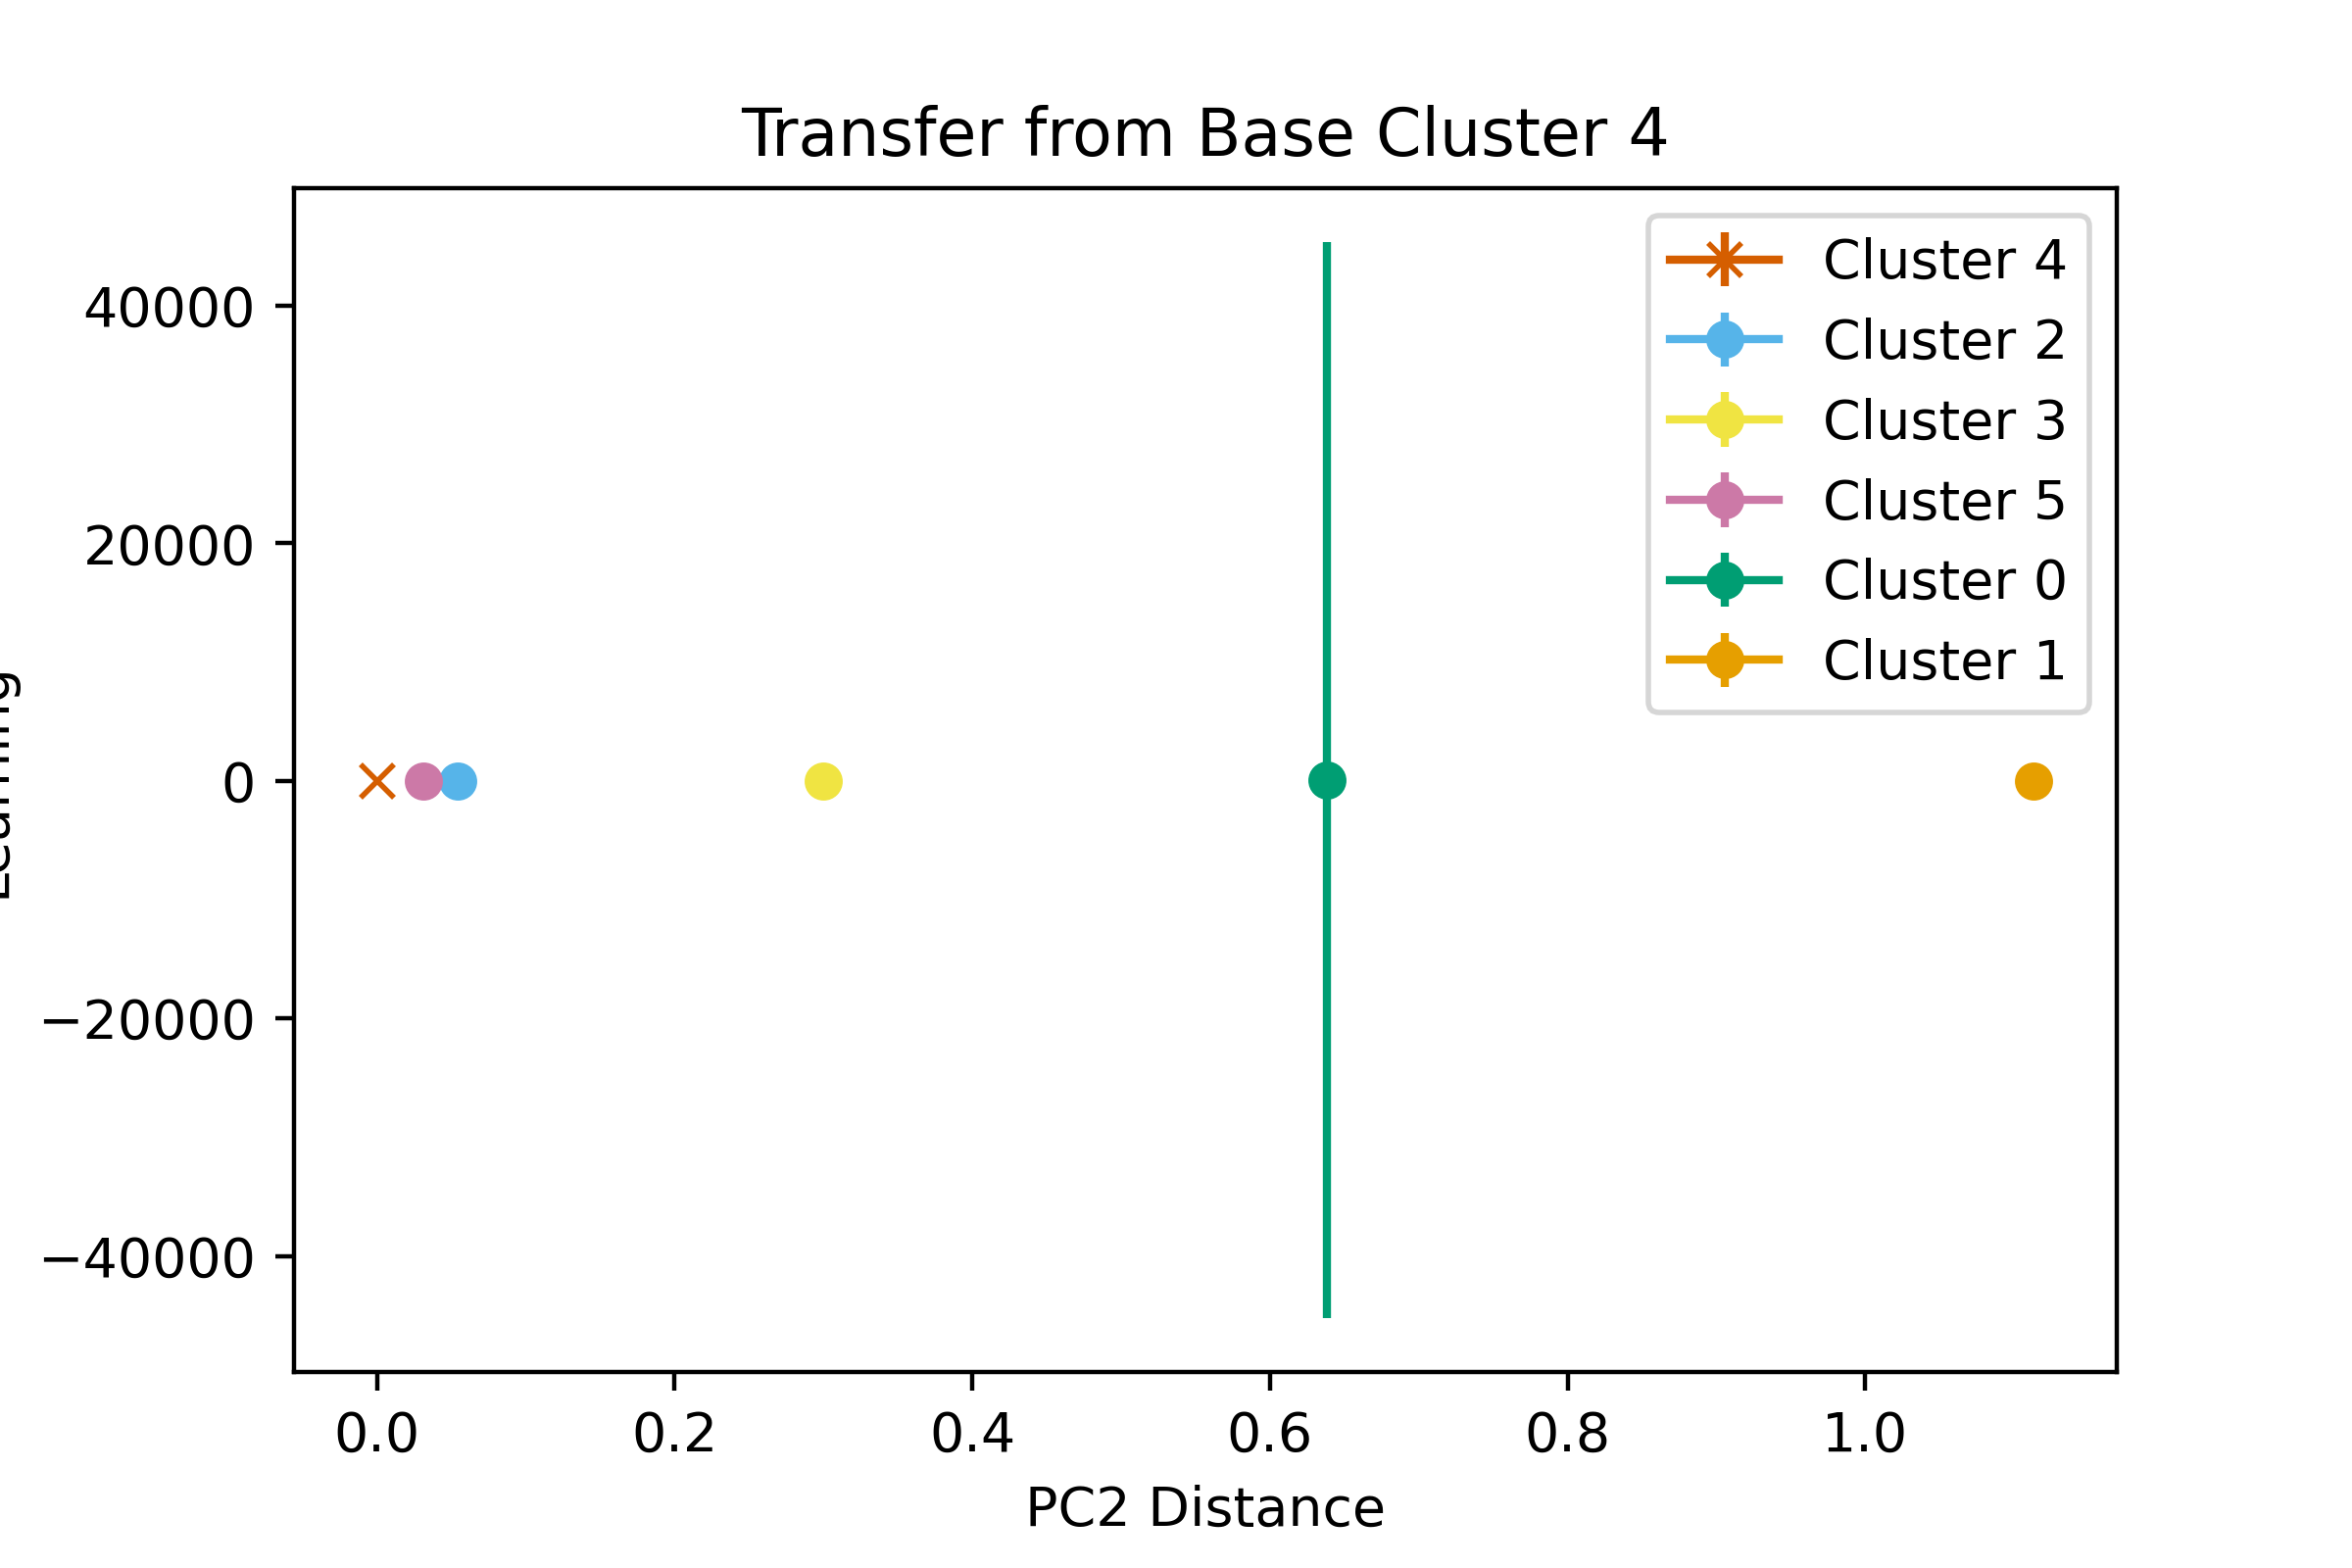 Transfer from Base Cluster 4
40000
20000
0
−20000
−40000
Cluster 4
Cluster 2
Cluster 3
Cluster 5
Cluster 0
Cluster 1
0.0 0.2 0.4 0.6 0.8 1.0
PC2 Distance